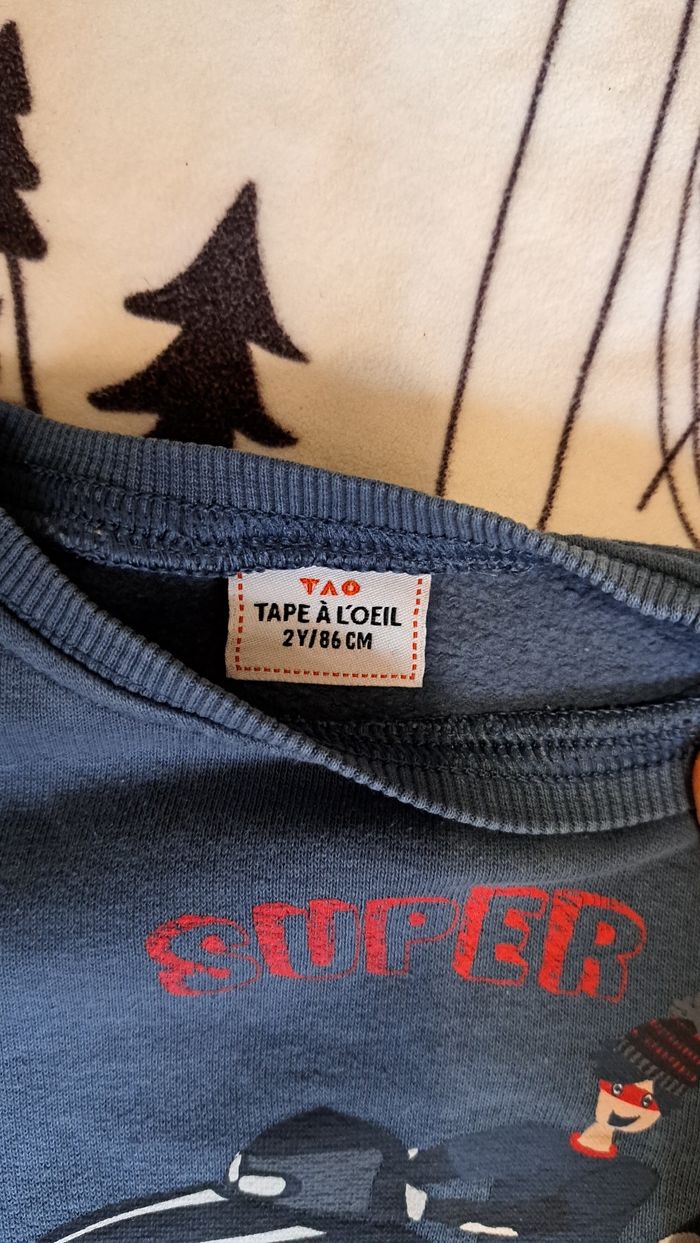 TAO
TAPE À L'OEIL
2Y/86 CM
SUPER